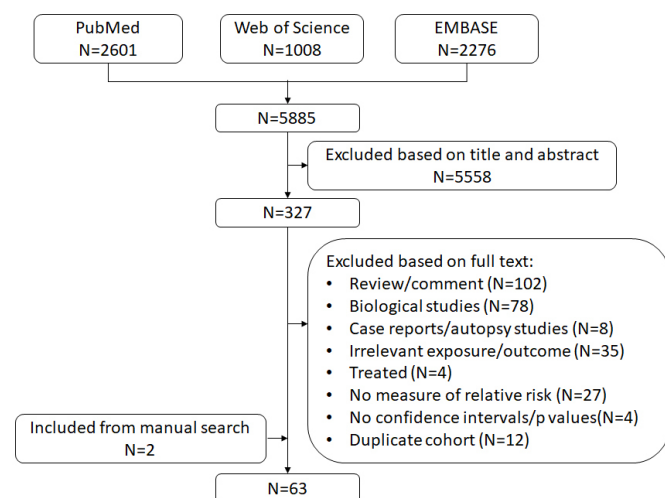 PubMed
N=2601
Web of Science
N=1008
EMBASE
N=2276
N=5885
Excluded based on title and abstract
N=5558
N=327
Excluded based on full text:
• Review/comment (N=102)
• Biological studies (N=78)
• Case reports/autopsy studies (N=8)
• Irrelevant exposure/outcome (N=35)
• Treated (N=4)
• No measure of relative risk (N=27)
• No confidence intervals/p values(N=4)
• Duplicate cohort (N=12)
Included from manual search
N=2
N=63